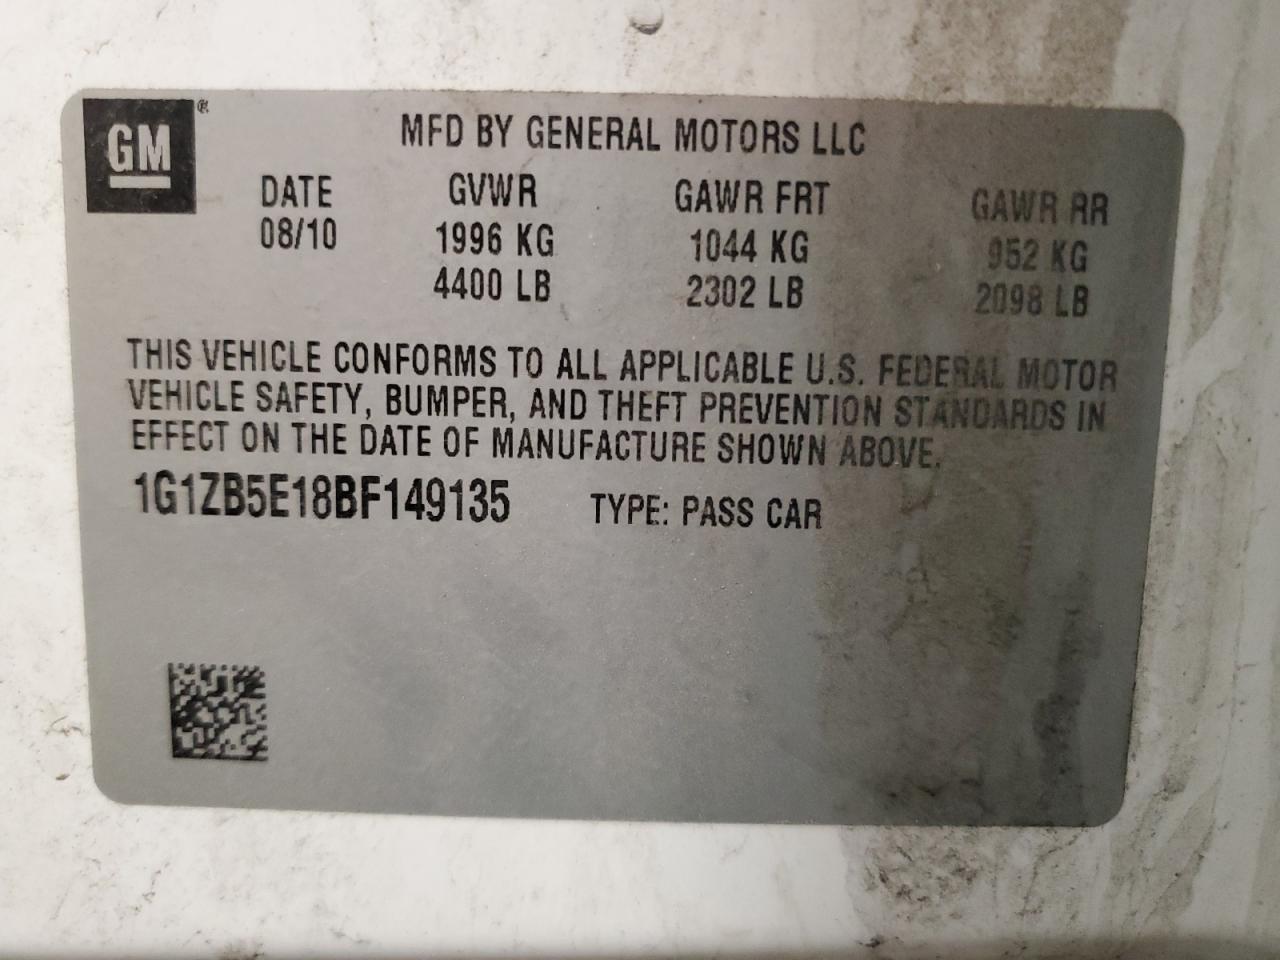 GM®
MFD BY GENERAL MOTORS LLC
DATE GVWR GAWR FRT GAWR RR
08/10 1996 KG 1044 KG 952 KG
4400 LB 2302 LB 2098 LB
THIS VEHICLE CONFORMS TO ALL APPLICABLE U.S. FEDERAL MOTOR
VEHICLE SAFETY, BUMPER, AND THEFT PREVENTION STANDARDS IN
EFFECT ON THE DATE OF MANUFACTURE SHOWN ABOVE.
1G1ZB5E18BF149135 TYPE: PASS CAR